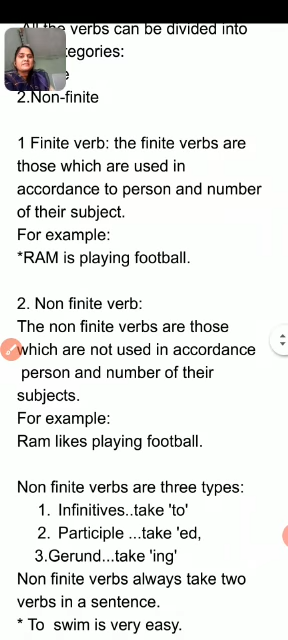 All the verbs can be divided into
tegories:
e
2.Non-finite
1 Finite verb: the finite verbs are
those which are used in
accordance to person and number
of their subject.
For example:
*RAM is playing football.
2. Non finite verb:
The non finite verbs are those
which are not used in accordance
person and number of their
subjects.
For example:
Ram likes playing football.
Non finite verbs are three types:
1. Infinitives..take 'to'
2. Participle ...take 'ed,
3.Gerund...take 'ing'
Non finite verbs always take two
verbs in a sentence.
* To swim is very easy.